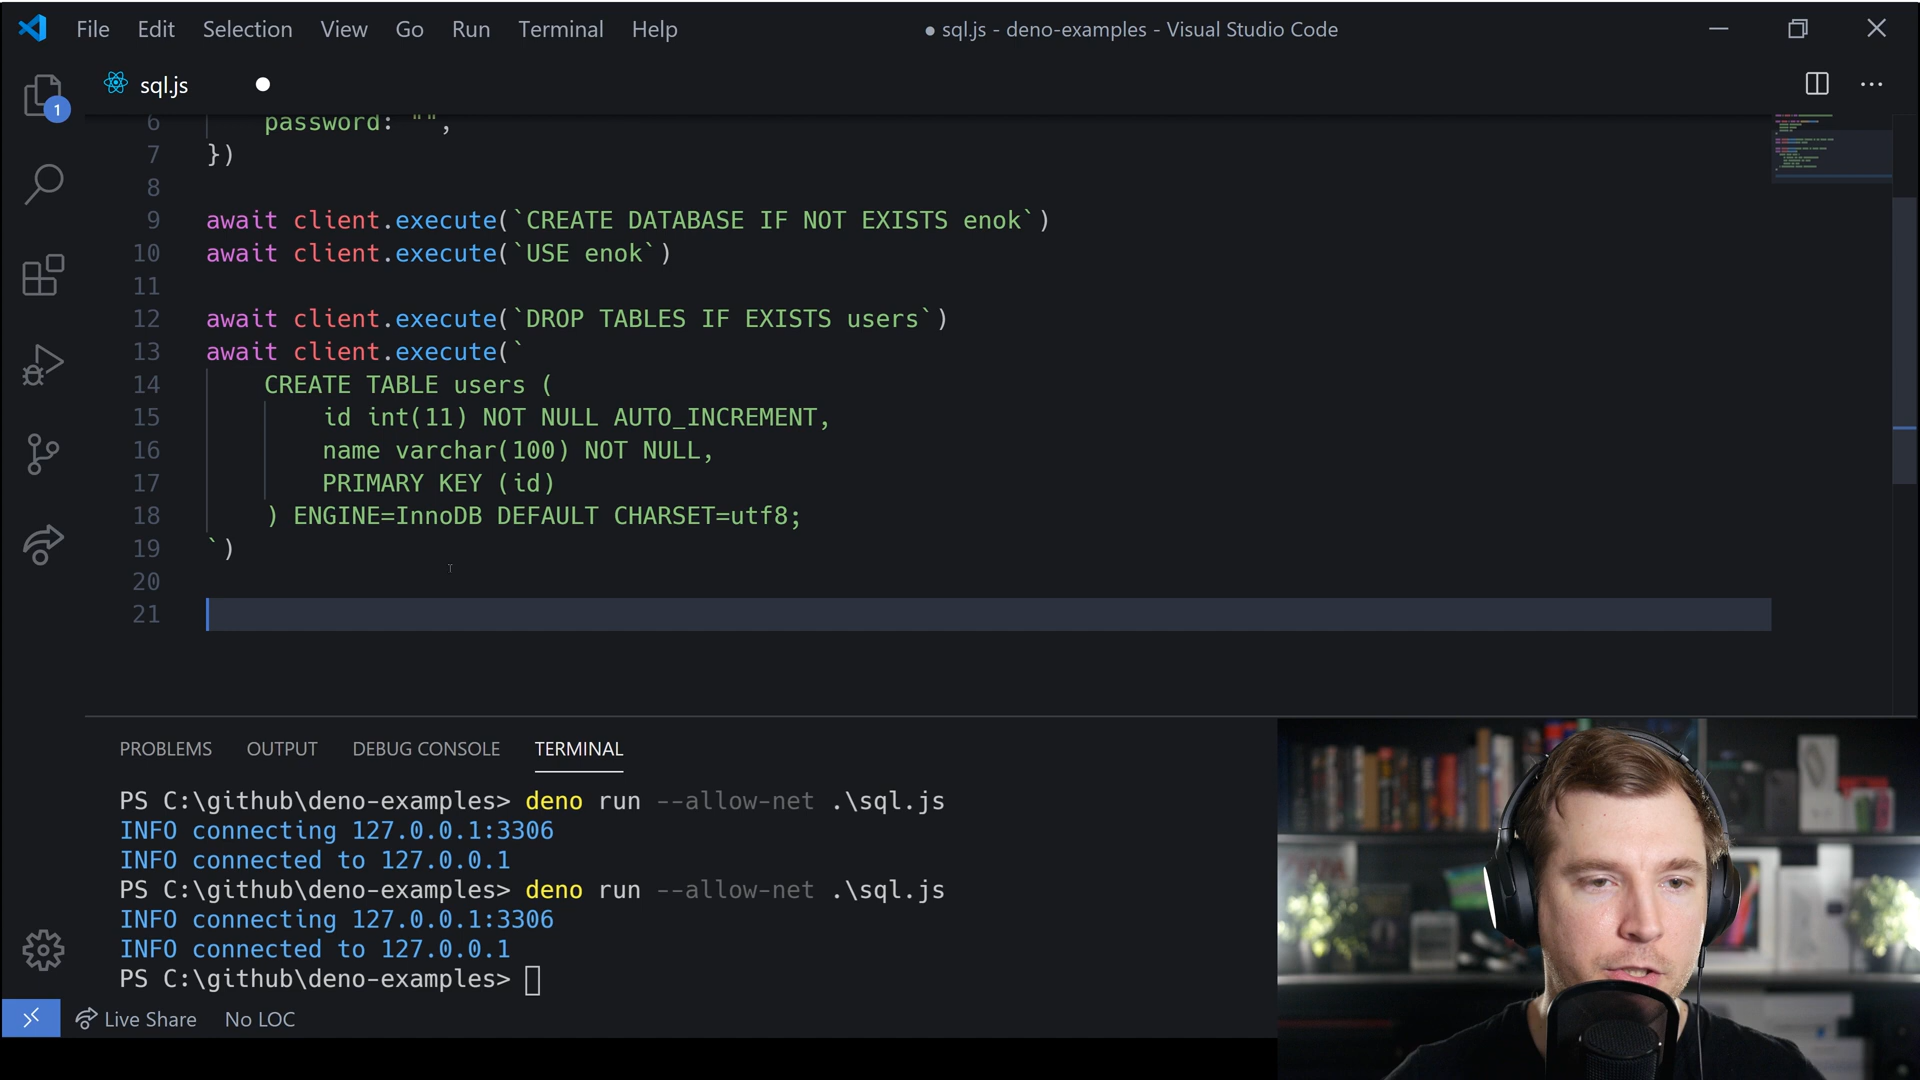 File Edit Selection View Go Run Terminal Help
● sql.js - deno-examples - Visual Studio Code
sql.js
1
6 password: "",
7 })
8
9 await client.execute(`CREATE DATABASE IF NOT EXISTS enok`)
10 await client.execute(`USE enok`)
11
12 await client.execute(`DROP TABLES IF EXISTS users`)
13 await client.execute(`
14 CREATE TABLE users (
15 id int(11) NOT NULL AUTO_INCREMENT,
16 name varchar(100) NOT NULL,
17 PRIMARY KEY (id)
18 ) ENGINE=InnoDB DEFAULT CHARSET=utf8;
19 `)
20
21
PROBLEMS OUTPUT DEBUG CONSOLE TERMINAL
PS C:\github\deno-examples> deno run --allow-net .\sql.js
INFO connecting 127.0.0.1:3306
INFO connected to 127.0.0.1
PS C:\github\deno-examples> deno run --allow-net .\sql.js
INFO connecting 127.0.0.1:3306
INFO connected to 127.0.0.1
PS C:\github\deno-examples>
Live Share No LOC